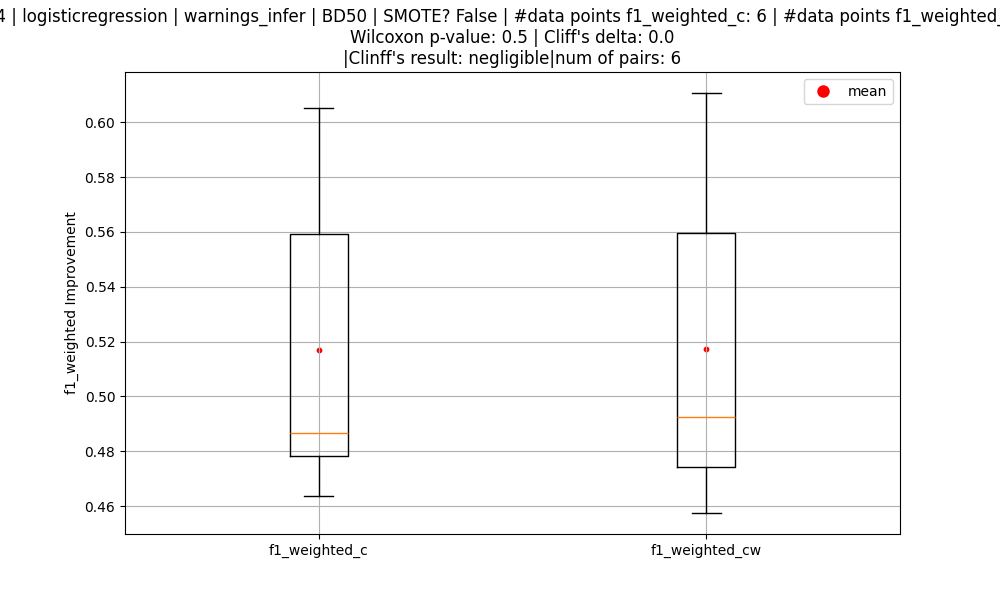 4 | logisticregression | warnings_infer | BD50 | SMOTE? False | #data points f1_weighted_c: 6 | #data points f1_weighted_
Wilcoxon p-value: 0.5 | Cliff's delta: 0.0
|Clinff's result: negligible|num of pairs: 6
mean
0.60
0.58
0.56
0.54
0.52
0.50
0.48
0.46
f1_weighted Improvement
f1_weighted_c
f1_weighted_cw